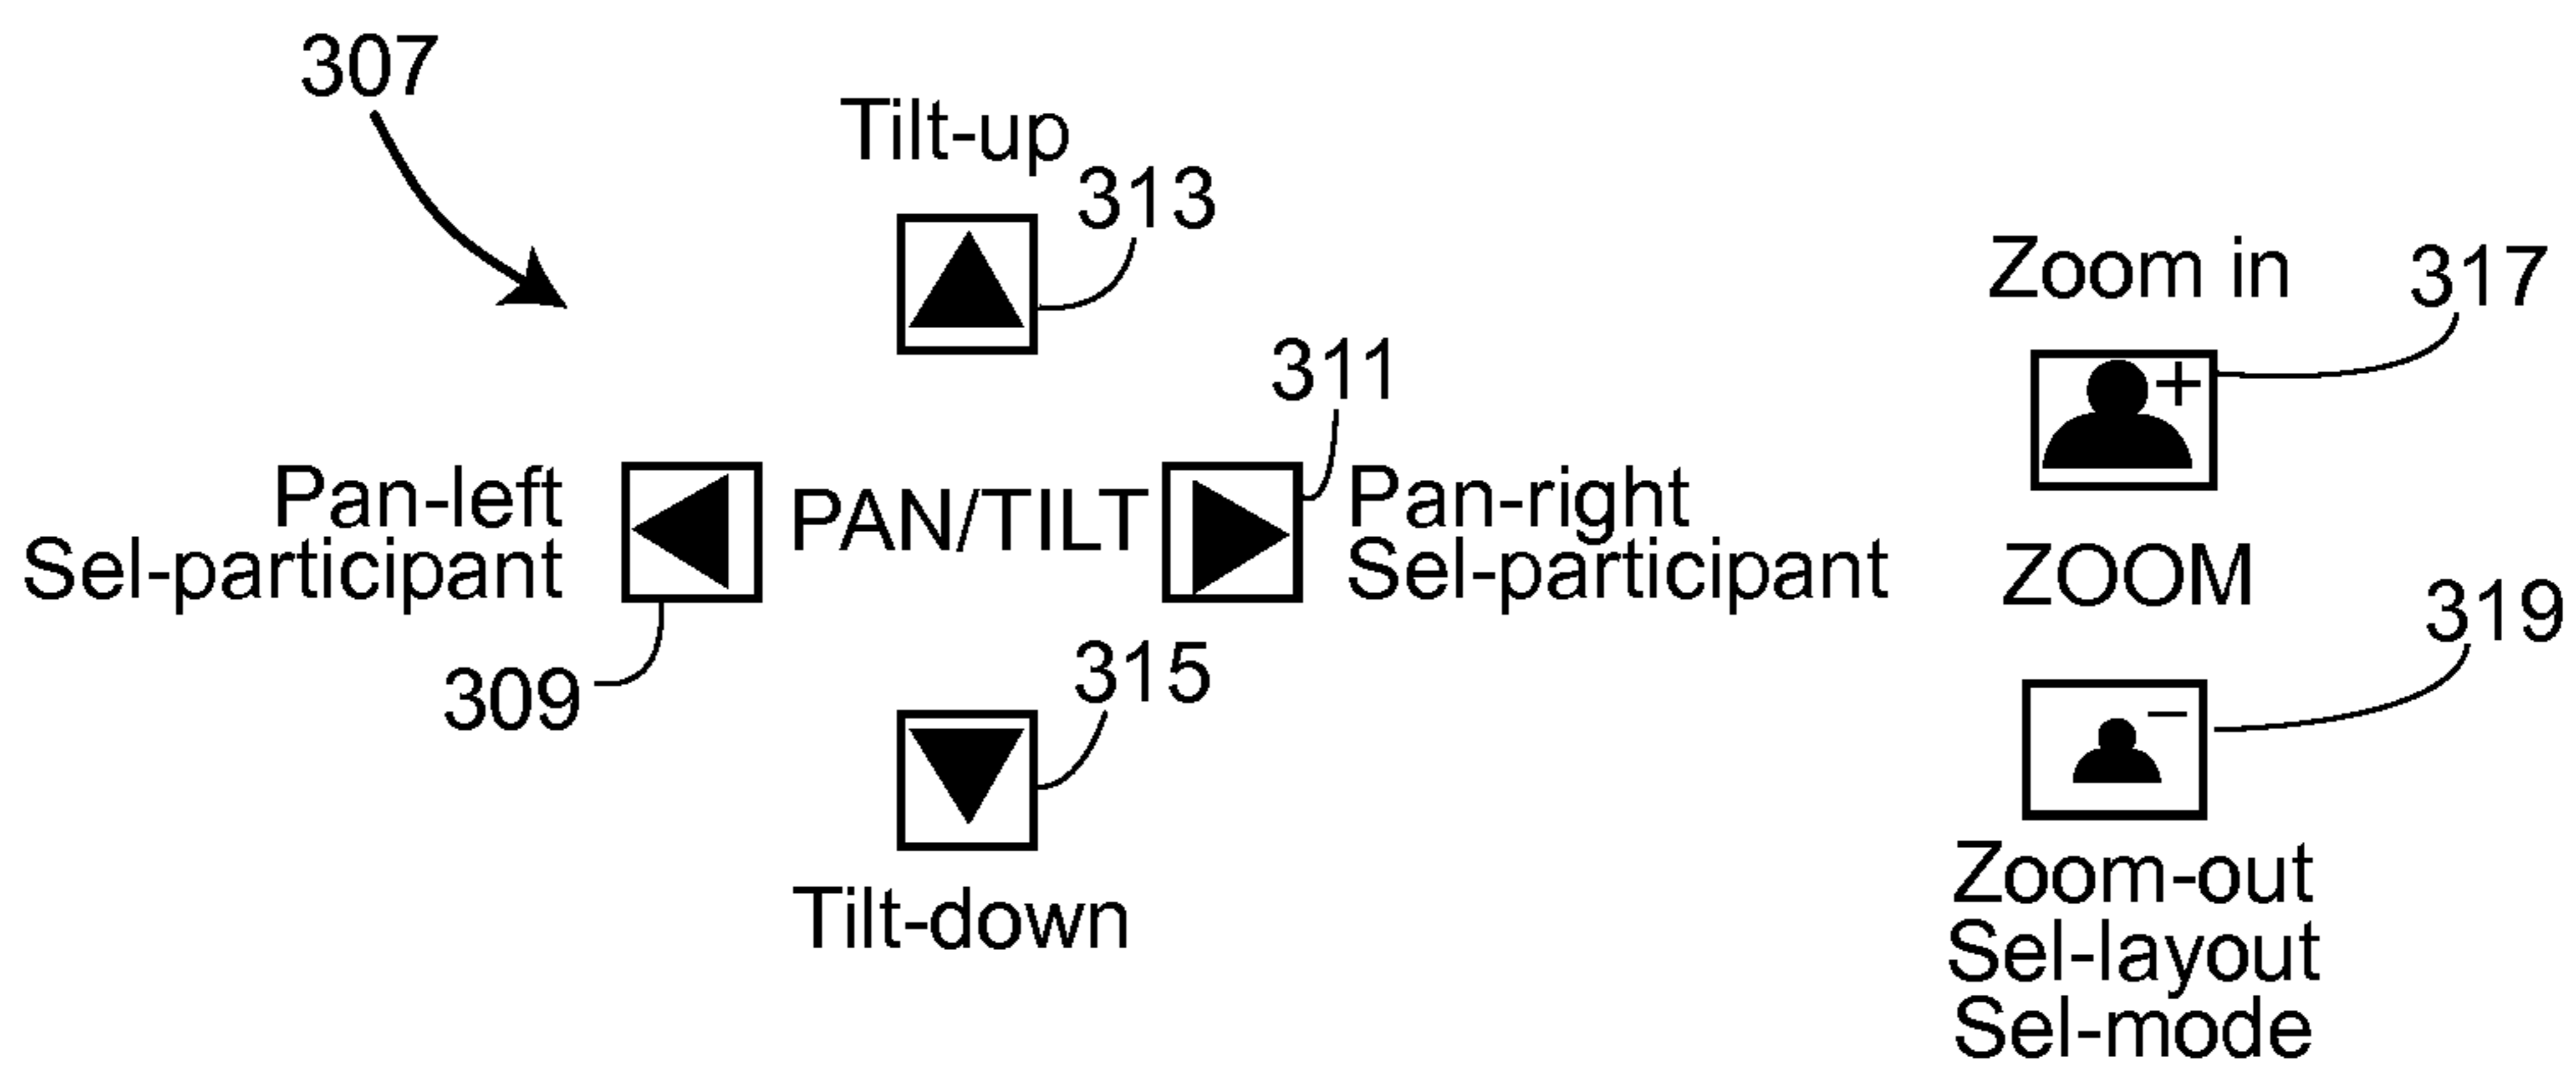 307
Tilt-up
313
311
Pan-left
Sel-participant
PAN/TILT
Pan-right
Sel-participant
309
315
Tilt-down
Zoom in
317
+
ZOOM
319
−
Zoom-out
Sel-layout
Sel-mode